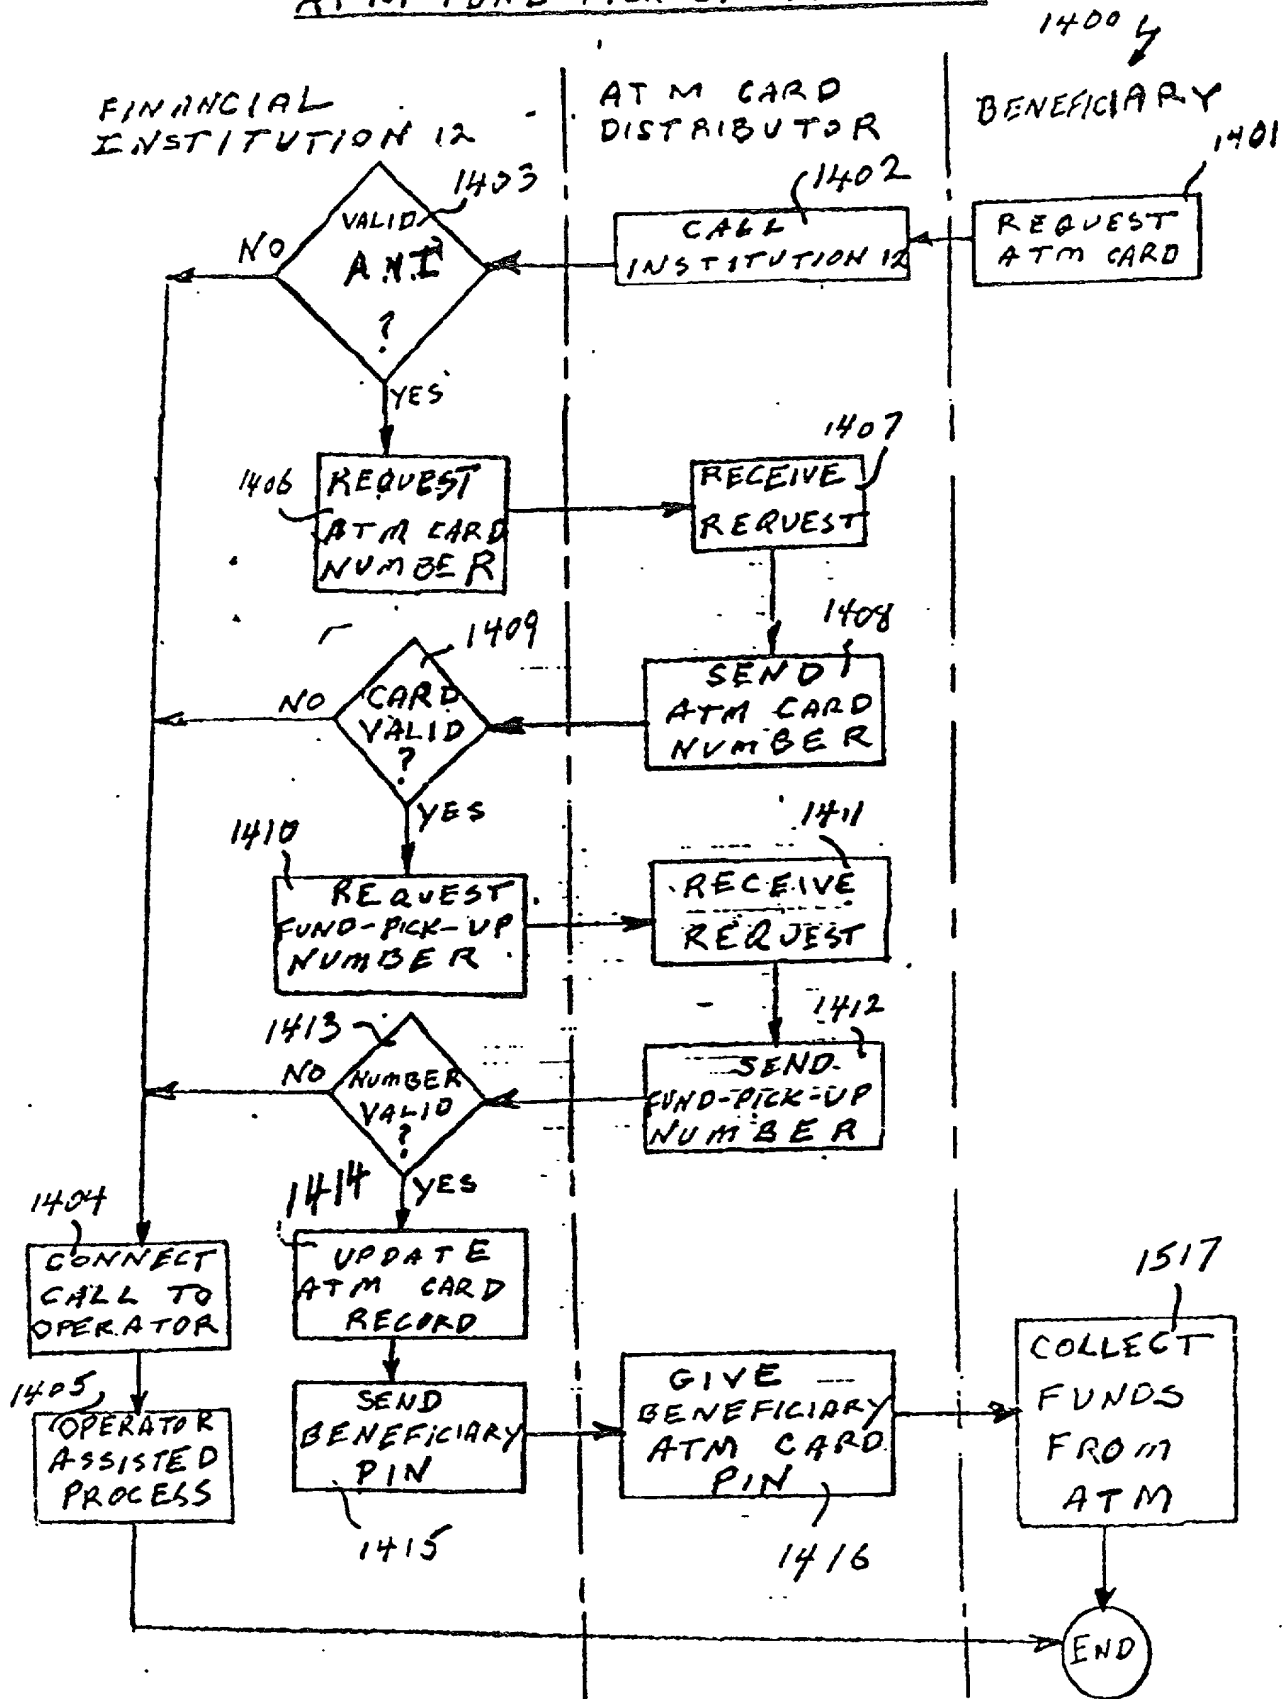 ATM FUND PICK-UP
1400
FINANCIAL
INSTITUTION 12
ATM CARD
DISTRIBUTOR
BENEFICIARY
1401
1403
VALID
A.N.I
?
NO
YES
1402
CALL
INSTITUTION 12
REQUEST
ATM CARD
1406
REQUEST
ATM CARD
NUMBER
1407
RECEIVE
REQUEST
1409
CARD
VALID
?
NO
YES
1408
SEND
ATM CARD
NUMBER
1410
REQUEST
FUND-PICK-UP
NUMBER
1411
RECEIVE
REQUEST
1413
NUMBER
VALID
?
NO
YES
1412
SEND
FUND-PICK-UP
NUMBER
1404
CONNECT
CALL TO
OPERATOR
1414
UPDATE
ATM CARD
RECORD
1405
OPERATOR
ASSISTED
PROCESS
SEND
BENEFICIARY
PIN
1415
GIVE
BENEFICIARY
ATM CARD
PIN
1416
1517
COLLECT
FUNDS
FROM
ATM
END